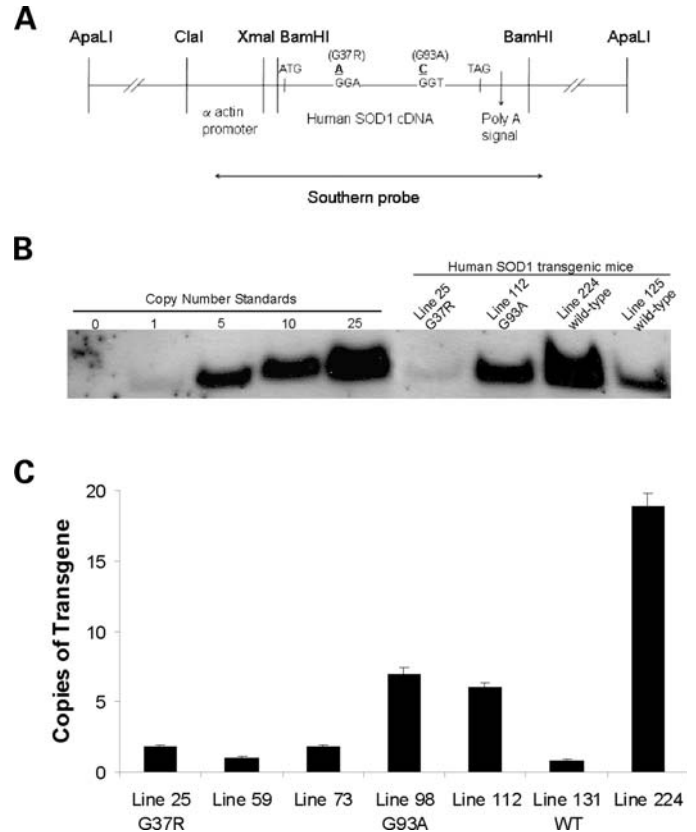 A
ApaLI ClaI XmaI BamHI BamHI ApaLI
(G37R) (G93A)
ATG A C TAG
GGA GGT
α actin promoter Human SOD1 cDNA Poly A signal
Southern probe
B
Human SOD1 transgenic mice
Copy Number Standards
Line 25 G37R Line 112 G93A Line 224 wild-type Line 125 wild-type
0 1 5 10 25
C
Copies of Transgene
20
15
10
5
0
Line 25 Line 59 Line 73 Line 98 Line 112 Line 131 Line 224
G37R G93A WT